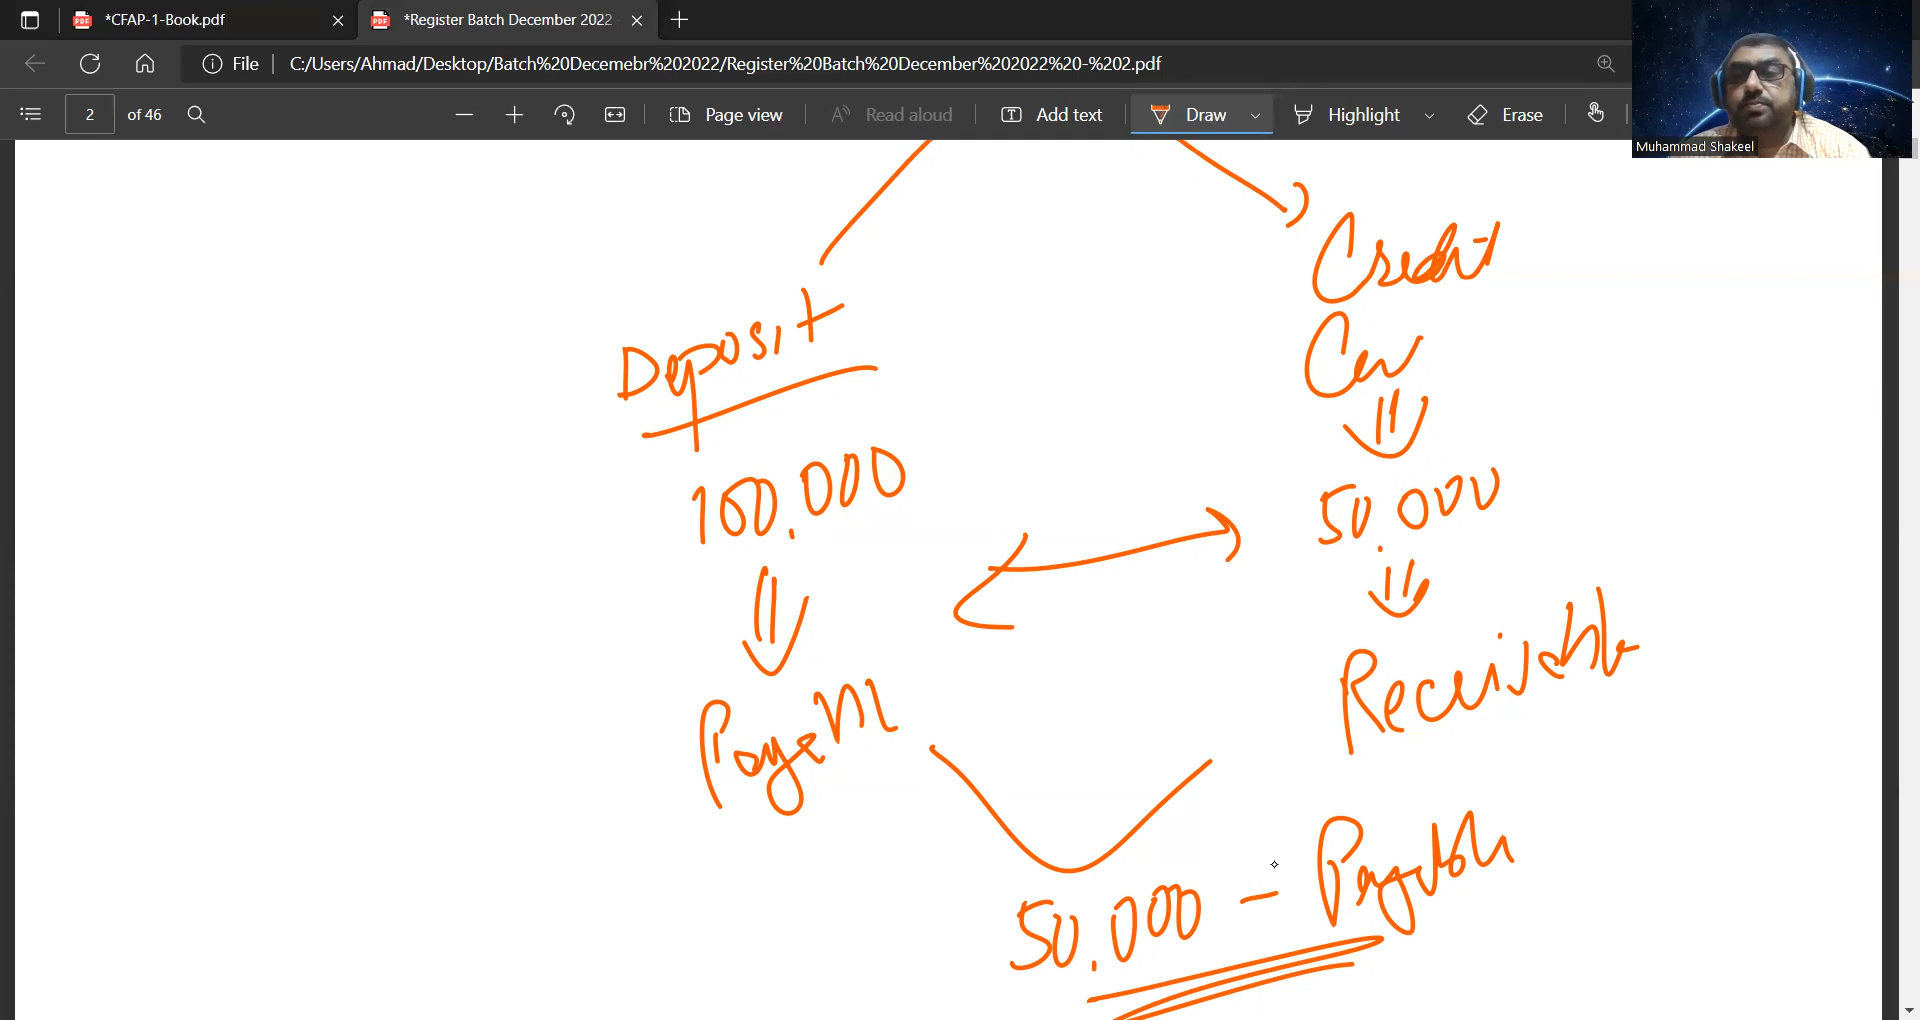 *CFAP-1-Book.pdf
*Register Batch December 2022
File
C:/Users/Ahmad/Desktop/Batch%20Decemebr%202022/Register%20Batch%20December%202022%20-%202.pdf
2 of 46
Page view
Read aloud
Add text
Draw
Highlight
Erase
Muhammad Shakeel
Credit
Deposit
100.000
50.000
Receivable
50.000 - Payable